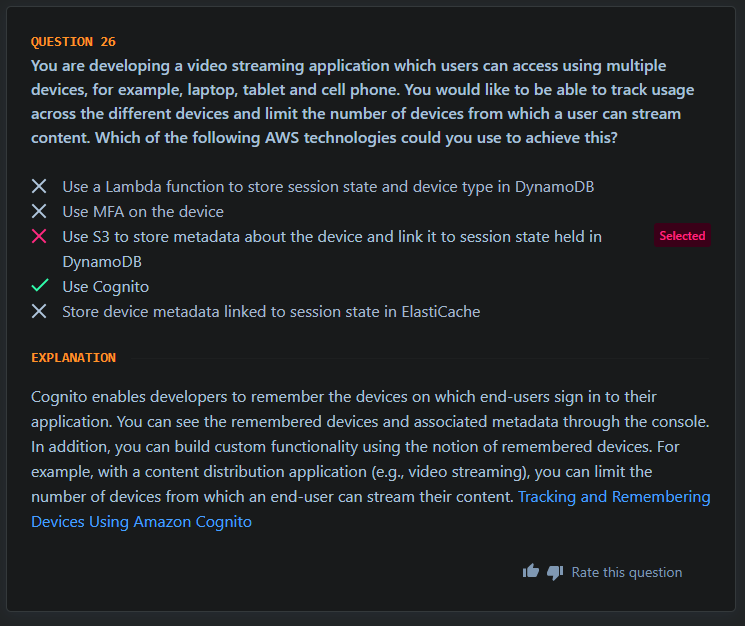 QUESTION 26
You are developing a video streaming application which users can access using multiple
devices, for example, laptop, tablet and cell phone. You would like to be able to track usage
across the different devices and limit the number of devices from which a user can stream
content. Which of the following AWS technologies could you use to achieve this?
Use a Lambda function to store session state and device type in DynamoDB
Use MFA on the device
Use S3 to store metadata about the device and link it to session state held in
DynamoDB
Selected
Use Cognito
Store device metadata linked to session state in ElastiCache
EXPLANATION
Cognito enables developers to remember the devices on which end-users sign in to their
application. You can see the remembered devices and associated metadata through the console.
In addition, you can build custom functionality using the notion of remembered devices. For
example, with a content distribution application (e.g., video streaming), you can limit the
number of devices from which an end-user can stream their content. Tracking and Remembering
Devices Using Amazon Cognito
Rate this question